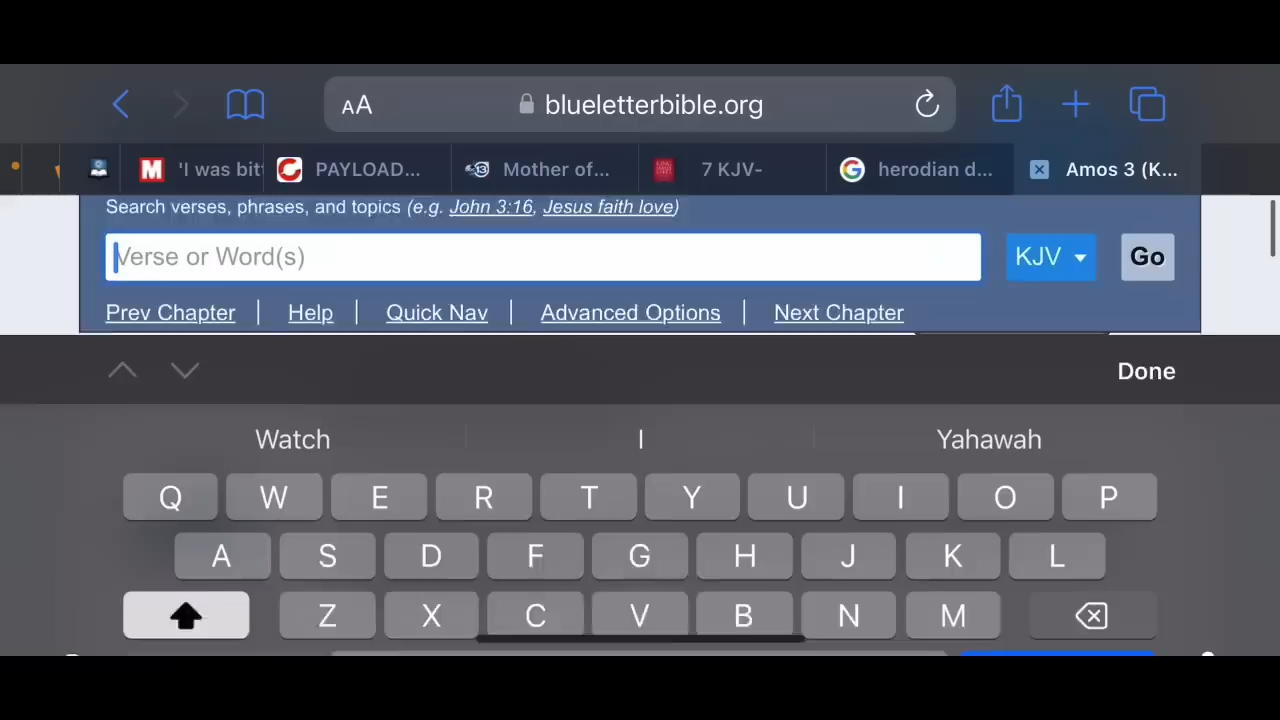 AA blueletterbible.org
M 'I was bit PAYLOAD... 13 Mother of... 7 KJV- G herodian d... Amos 3 (K...
Search verses, phrases, and topics (e.g. John 3:16, Jesus faith love)
Verse or Word(s) KJV Go
Prev Chapter | Help | Quick Nav | Advanced Options | Next Chapter
Done
Watch I Yahawah
Q W E R T Y U I O P
A S D F G H J K L
Z X C V B N M